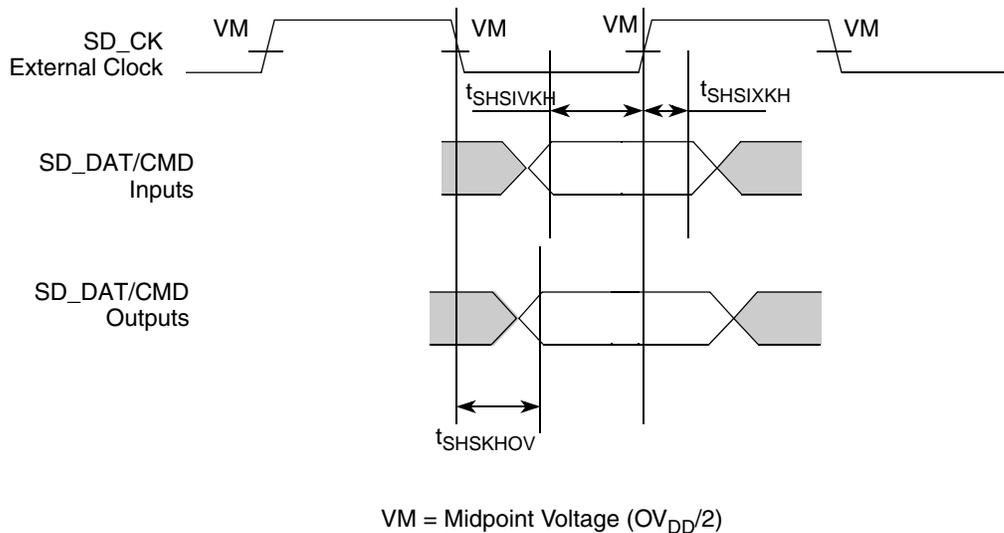 VM VM VM VM
SD_CK
External Clock
tSHSIVKH tSHSIXKH
SD_DAT/CMD
Inputs
SD_DAT/CMD
Outputs
tSHSKHOV
VM = Midpoint Voltage (OVDD/2)